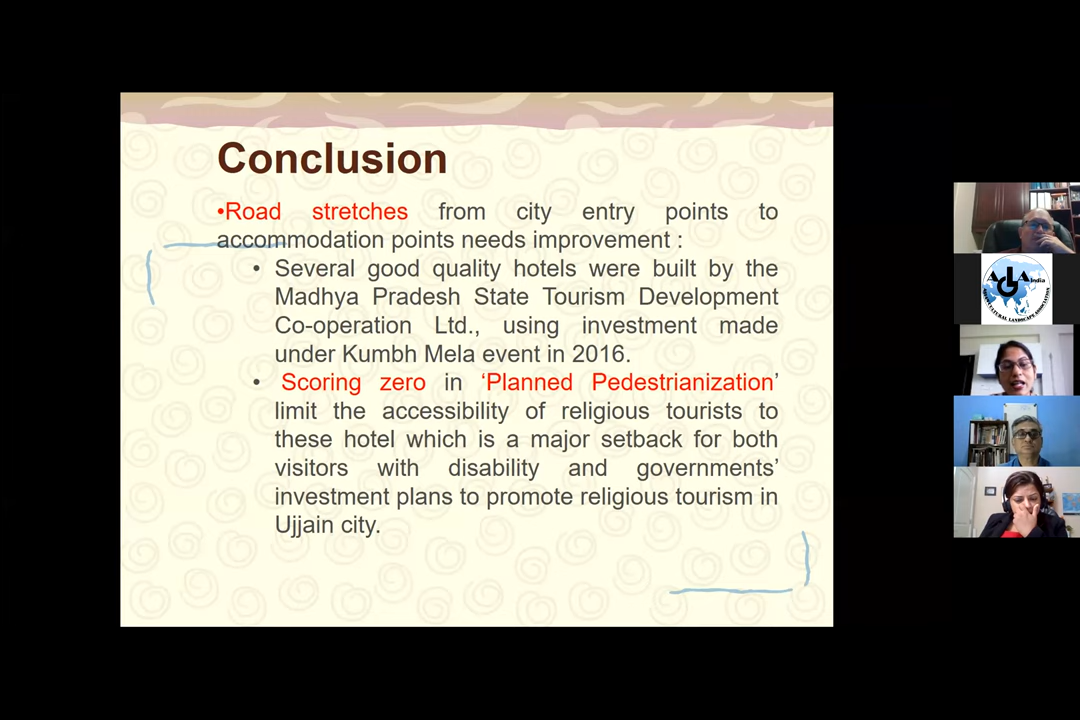 Conclusion
•Road stretches from city entry points to
accommodation points needs improvement :
• Several good quality hotels were built by the
Madhya Pradesh State Tourism Development
Co-operation Ltd., using investment made
under Kumbh Mela event in 2016.
• Scoring zero in ‘Planned Pedestrianization’
limit the accessibility of religious tourists to
these hotel which is a major setback for both
visitors with disability and governments’
investment plans to promote religious tourism in
Ujjain city.
India